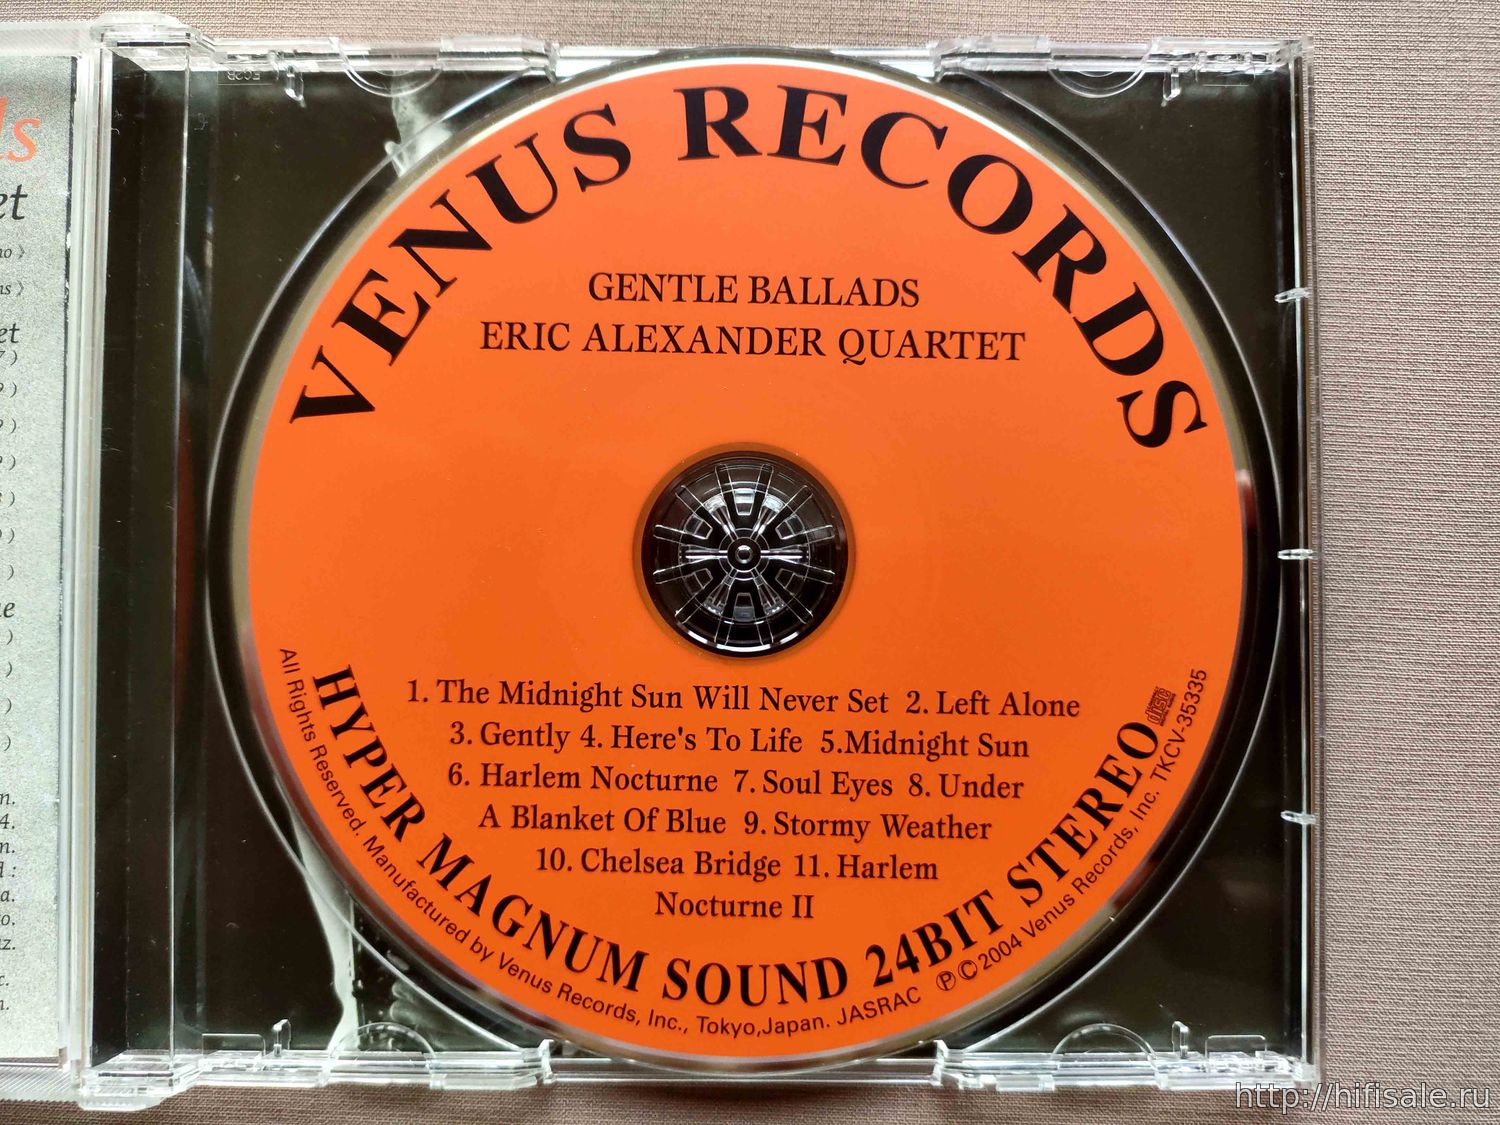 VENUS RECORDS
GENTLE BALLADS
ERIC ALEXANDER QUARTET
1. The Midnight Sun Will Never Set 2. Left Alone
3. Gently 4. Here's To Life 5.Midnight Sun
6. Harlem Nocturne 7. Soul Eyes 8. Under
A Blanket Of Blue 9. Stormy Weather
10. Chelsea Bridge 11. Harlem
Nocturne II
HYPER MAGNUM SOUND 24BIT STEREO
All Rights Reserved. Manufactured by Venus Records, Inc., Tokyo,Japan. JASRAC ℗©2004 Venus Records, Inc. TKCV-35335
disc
http://hifisale.ru